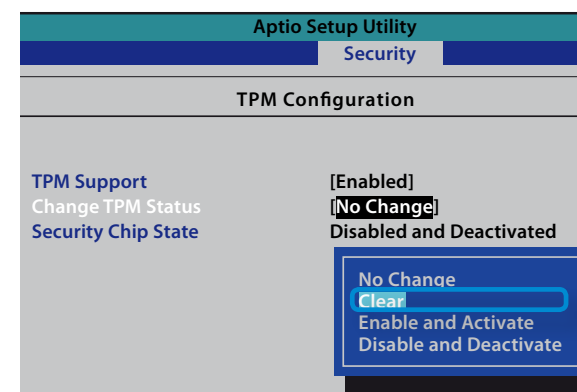 Aptio Setup Utility
Security
TPM Configuration
TPM Support [Enabled]
Change TPM Status [No Change]
Security Chip State Disabled and Deactivated
No Change
Clear
Enable and Activate
Disable and Deactivate